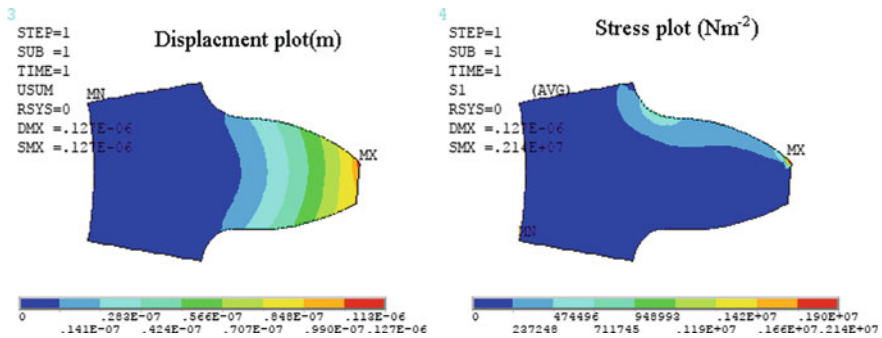 3
STEP=1
SUB =1
TIME=1
USUM
RSYS=0
DMX =.127E-06
SMX =.127E-06
Displacment plot(m)
MN
MX
0 .283E-07 .566E-07 .848E-07 .113E-06
.141E-07 .424E-07 .707E-07 .990E-07 .127E-06
4
STEP=1
SUB =1
TIME=1
S1 (AVG)
RSYS=0
DMX =.127E-06
SMX =.214E+07
Stress plot (Nm-2)
MX
MN
0 474496 948993 .142E+07 .190E+07
237248 711745 .119E+07 .166E+07 .214E+07